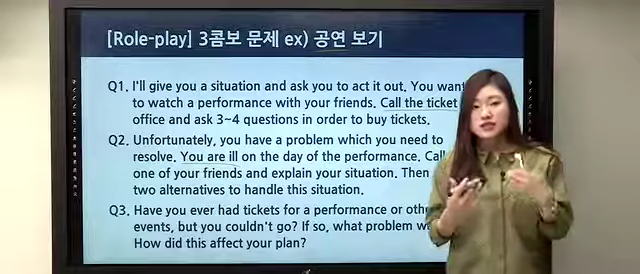 [Role-play] 3콤보 문제 ex) 공연 보기
Q1. I'll give you a situation and ask you to act it out. You want
to watch a performance with your friends. Call the ticket
office and ask 3~4 questions in order to buy tickets.
Q2. Unfortunately, you have a problem which you need to
resolve. You are ill on the day of the performance. Call
one of your friends and explain your situation. Then
two alternatives to handle this situation.
Q3. Have you ever had tickets for a performance or
events, but you couldn't go? If so, what problem
How did this affect your plan?